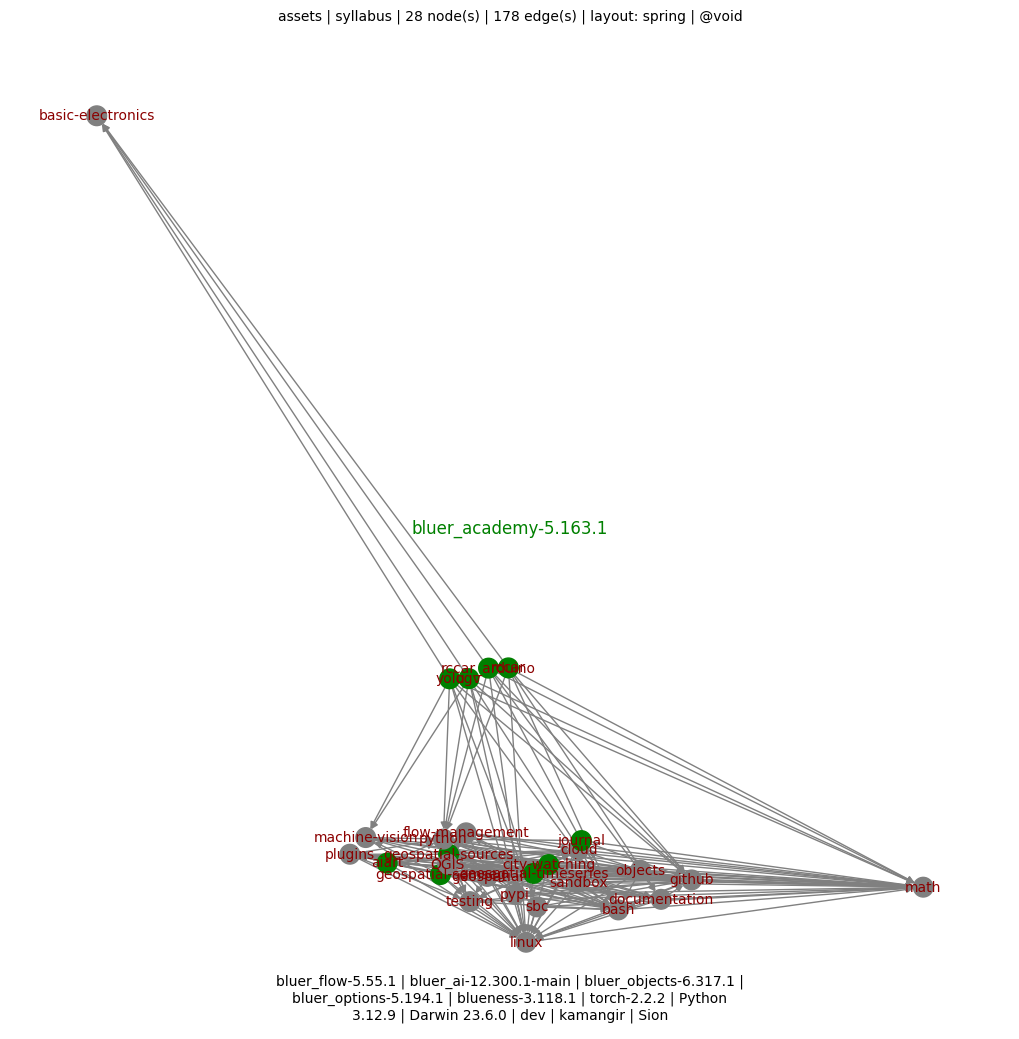 assets | syllabus | 28 node(s) | 178 edge(s) | layout: spring | @void
basic-electronics
bluer_academy-5.163.1
rccar arduino
yolo ugv
flow-management
machine-vision python journal
cloud
plugins geospatial-sources
aiart QGIS city-watching
objects
geospatial-timeseries
geospatial
github
sandbox
math
pypi
testing documentation
sbc bash
linux
bluer_flow-5.55.1 | bluer_ai-12.300.1-main | bluer_objects-6.317.1 |
bluer_options-5.194.1 | blueness-3.118.1 | torch-2.2.2 | Python
3.12.9 | Darwin 23.6.0 | dev | kamangir | Sion